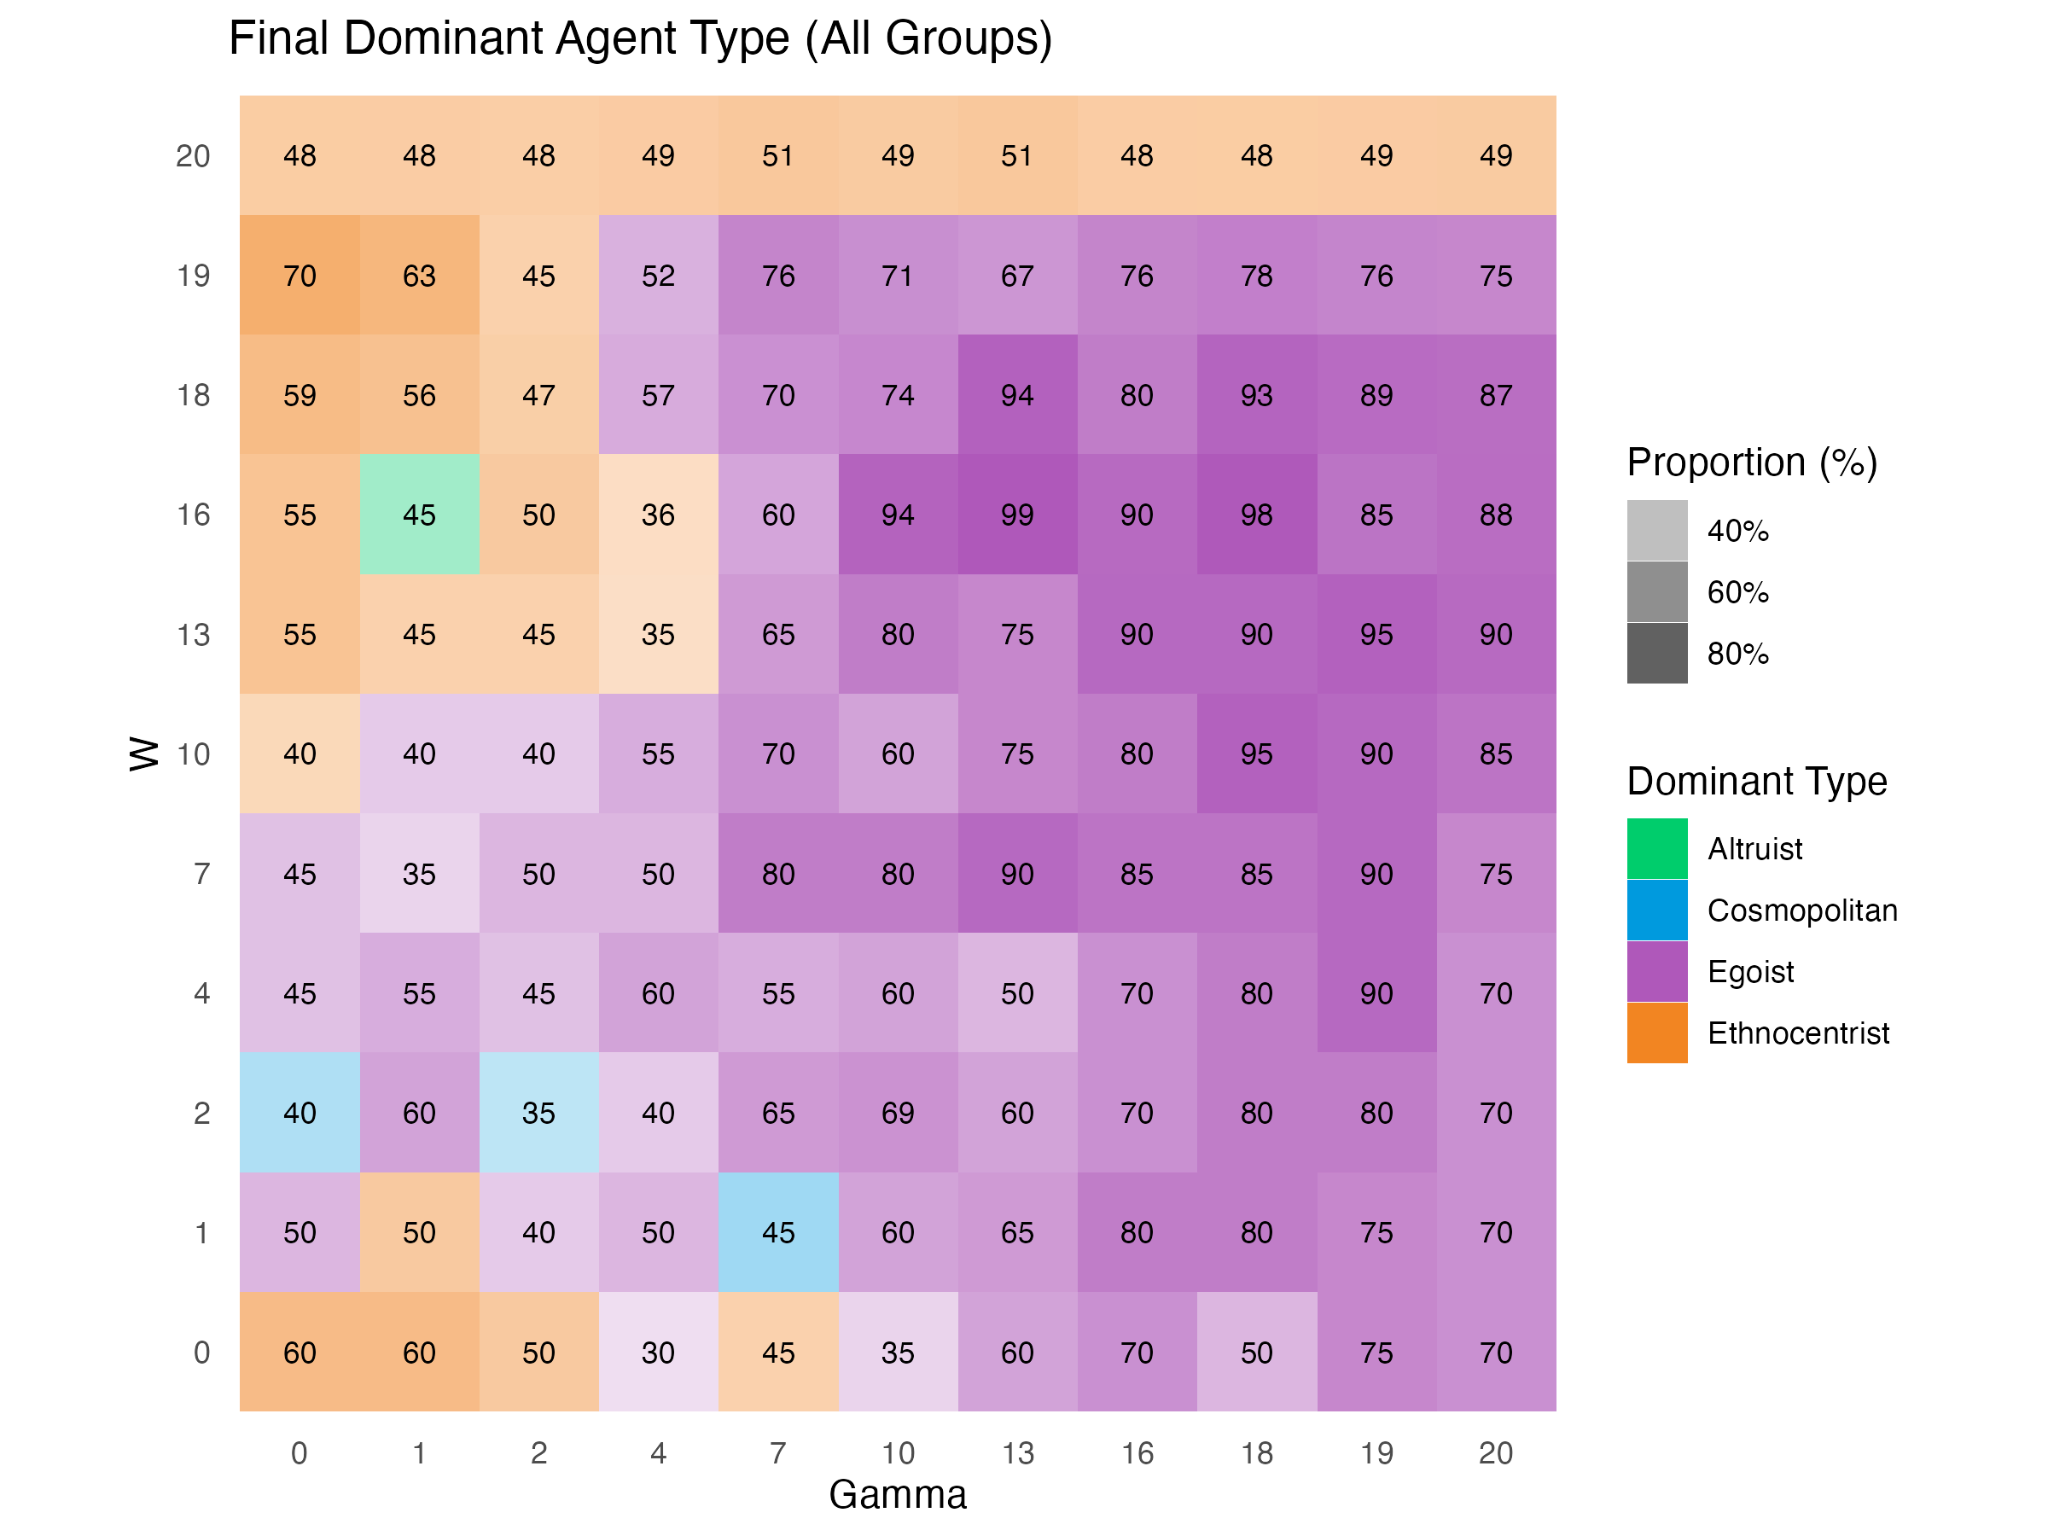 Final Dominant Agent Type (All Groups)
20 48 48 48 49 51 49 51 48 48 49 49
19 70 63 45 52 76 71 67 76 78 76 75
18 59 56 47 57 70 74 94 80 93 89 87
16 55 45 50 36 60 94 99 90 98 85 88
13 55 45 45 35 65 80 75 90 90 95 90
W
10 40 40 40 55 70 60 75 80 95 90 85
7 45 35 50 50 80 80 90 85 85 90 75
4 45 55 45 60 55 60 50 70 80 90 70
2 40 60 35 40 65 69 60 70 80 80 70
1 50 50 40 50 45 60 65 80 80 75 70
0 60 60 50 30 45 35 60 70 50 75 70
0 1 2 4 7 10 13 16 18 19 20
Gamma
Proportion (%)
40%
60%
80%
Dominant Type
Altruist
Cosmopolitan
Egoist
Ethnocentrist